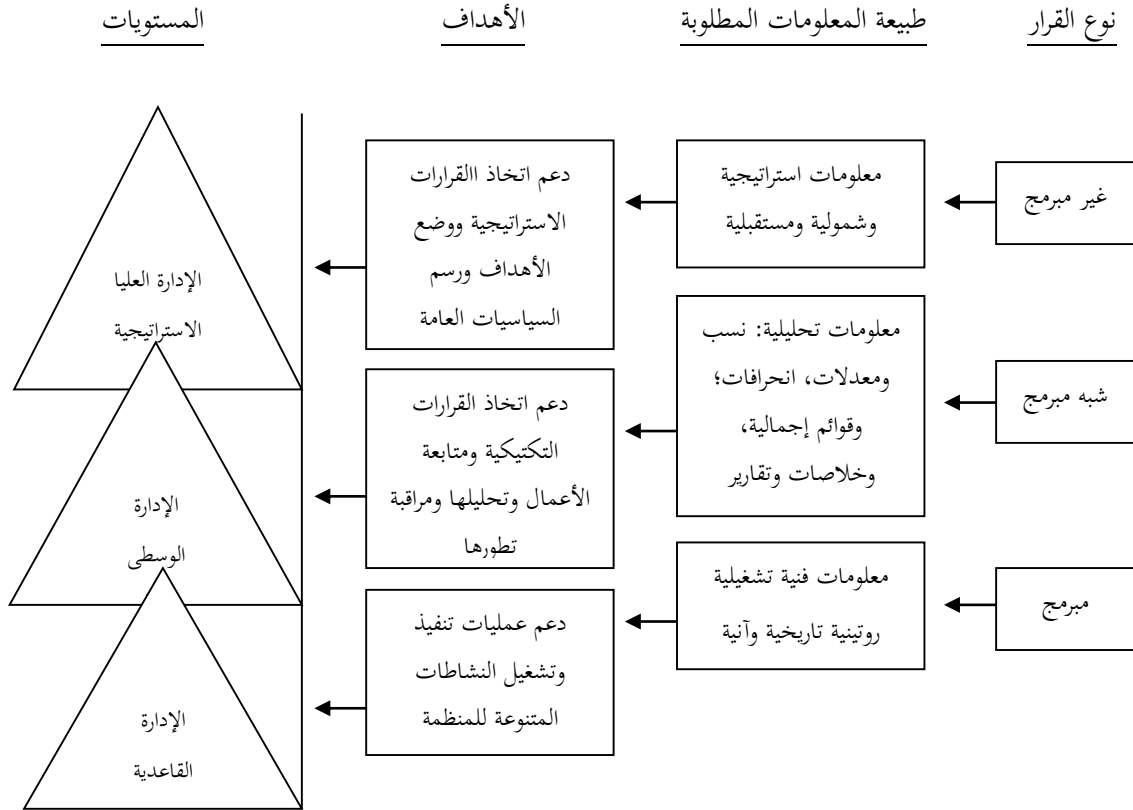 نوع القرار
طبيعة المعلومات المطلوبة
الأهداف
المستويات
غير مبرمج
معلومات استراتيجية
وشمولية ومستقبلية
دعم اتخاذ االقرارات
الاستراتيجية ووضع
الأهداف ورسم
السياسيات العامة
الإدارة العليا
الاستراتيجية
شبه مبرمج
معلومات تحليلية: نسب
ومعدلات، انحرافات؛
وقوائم إجمالية،
وخلاصات وتقارير
دعم اتخاذ القرارات
التكتيكية ومتابعة
الأعمال وتحليلها ومراقبة
تطورها
الإدارة
الوسطى
مبرمج
معلومات فنية تشغيلية
روتينية تاريخية وآنية
دعم عمليات تنفيذ
وتشغيل النشاطات
المتنوعة للمنظمة
الإدارة
القاعدية